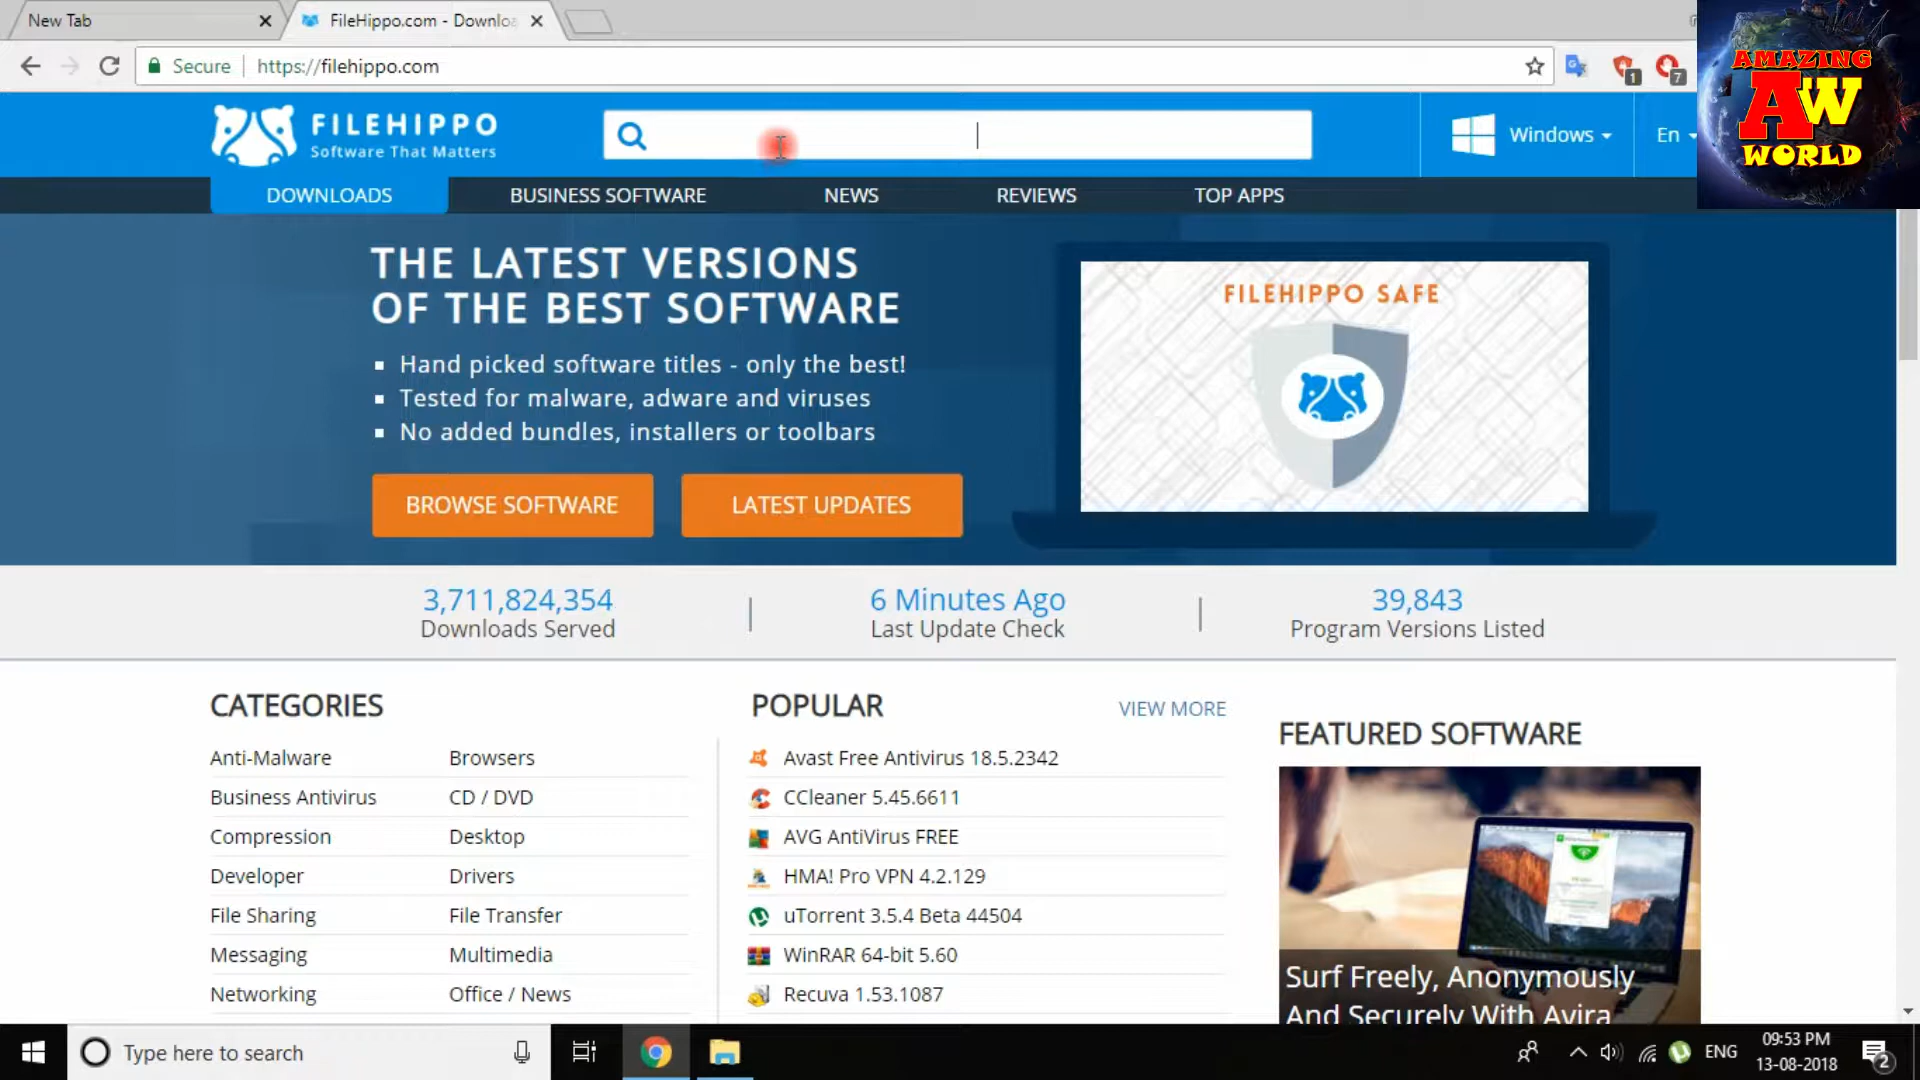 New Tab
FileHippo.com - Downlo
Secure
https://filehippo.com
1
7
AMAZING
AW
WORLD
FILEHIPPO
Software That Matters
Windows
En
DOWNLOADS
BUSINESS SOFTWARE
NEWS
REVIEWS
TOP APPS
THE LATEST VERSIONS
OF THE BEST SOFTWARE
Hand picked software titles - only the best!
Tested for malware, adware and viruses
No added bundles, installers or toolbars
BROWSE SOFTWARE
LATEST UPDATES
FILEHIPPO SAFE
3,711,824,354
Downloads Served
6 Minutes Ago
Last Update Check
39,843
Program Versions Listed
CATEGORIES
Anti-Malware
Browsers
Business Antivirus
CD / DVD
Compression
Desktop
Developer
Drivers
File Sharing
File Transfer
Messaging
Multimedia
Networking
Office / News
POPULAR
VIEW MORE
Avast Free Antivirus 18.5.2342
CCleaner 5.45.6611
AVG AntiVirus FREE
HMA! Pro VPN 4.2.129
uTorrent 3.5.4 Beta 44504
WinRAR 64-bit 5.60
Recuva 1.53.1087
FEATURED SOFTWARE
Surf Freely, Anonymously
And Securely With Avira
Type here to search
ENG
09:53 PM
13-08-2018
2